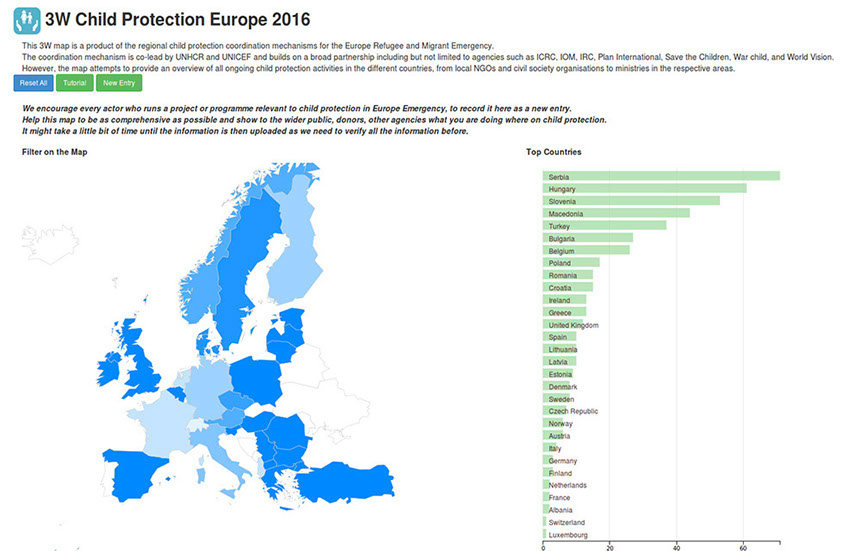 3W Child Protection Europe 2016
This 3W map is a product of the regional child protection coordination mechanisms for the Europe Refugee and Migrant Emergency.
The coordination mechanism is co-lead by UNHCR and UNICEF and builds on a broad partnership including but not limited to agencies such as ICRC, IOM, IRC, Plan International, Save the Children, War child, and World Vision.
However, the map attempts to provide an overview of all ongoing child protection activities in the different countries, from local NGOs and civil society organisations to ministries in the respective areas.
Reset All Tutorial New Entry
We encourage every actor who runs a project or programme relevant to child protection in Europe Emergency, to record it here as a new entry.
Help this map to be as comprehensive as possible and show to the wider public, donors, other agencies what you are doing where on child protection.
It might take a little bit of time until the information is then uploaded as we need to verify all the information before.
Filter on the Map
Top Countries
Serbia
Hungary
Slovenia
Macedonia
Turkey
Bulgaria
Belgium
Poland
Romania
Croatia
Ireland
Greece
United Kingdom
Spain
Lithuania
Latvia
Estonia
Denmark
Sweden
Czech Republic
Norway
Austria
Italy
Germany
Finland
Netherlands
France
Albania
Switzerland
Luxembourg
0 20 40 60